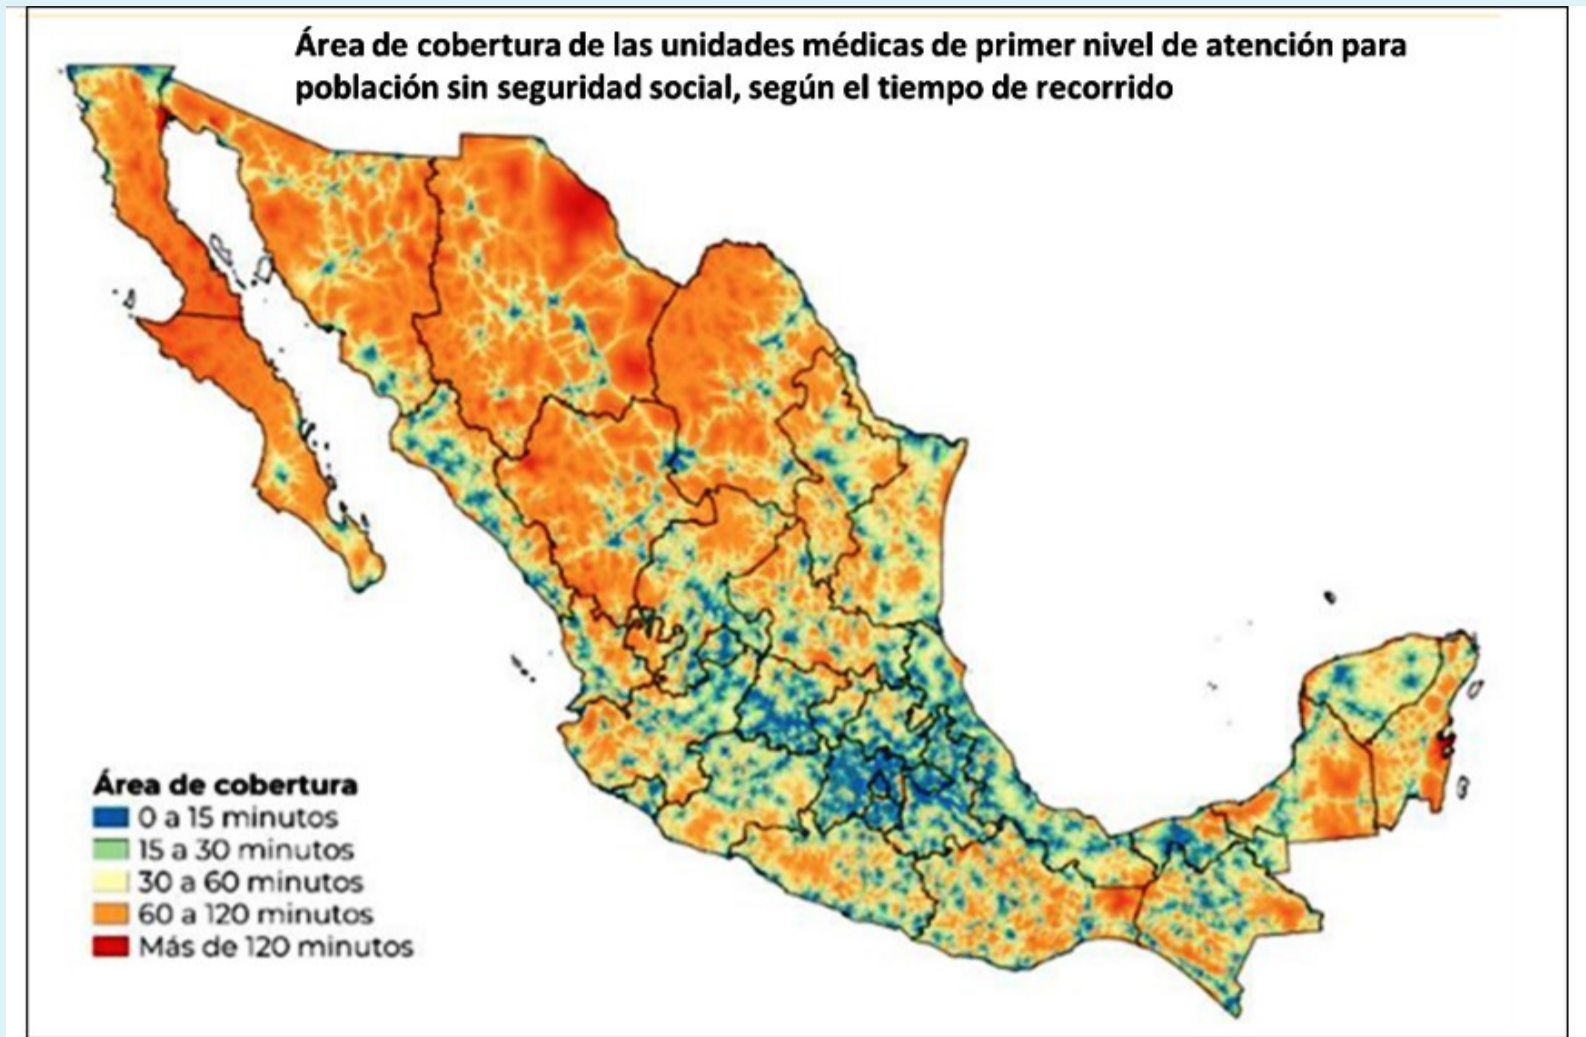 Área de cobertura de las unidades médicas de primer nivel de atención para
población sin seguridad social, según el tiempo de recorrido
Área de cobertura
0 a 15 minutos
15 a 30 minutos
30 a 60 minutos
60 a 120 minutos
Más de 120 minutos